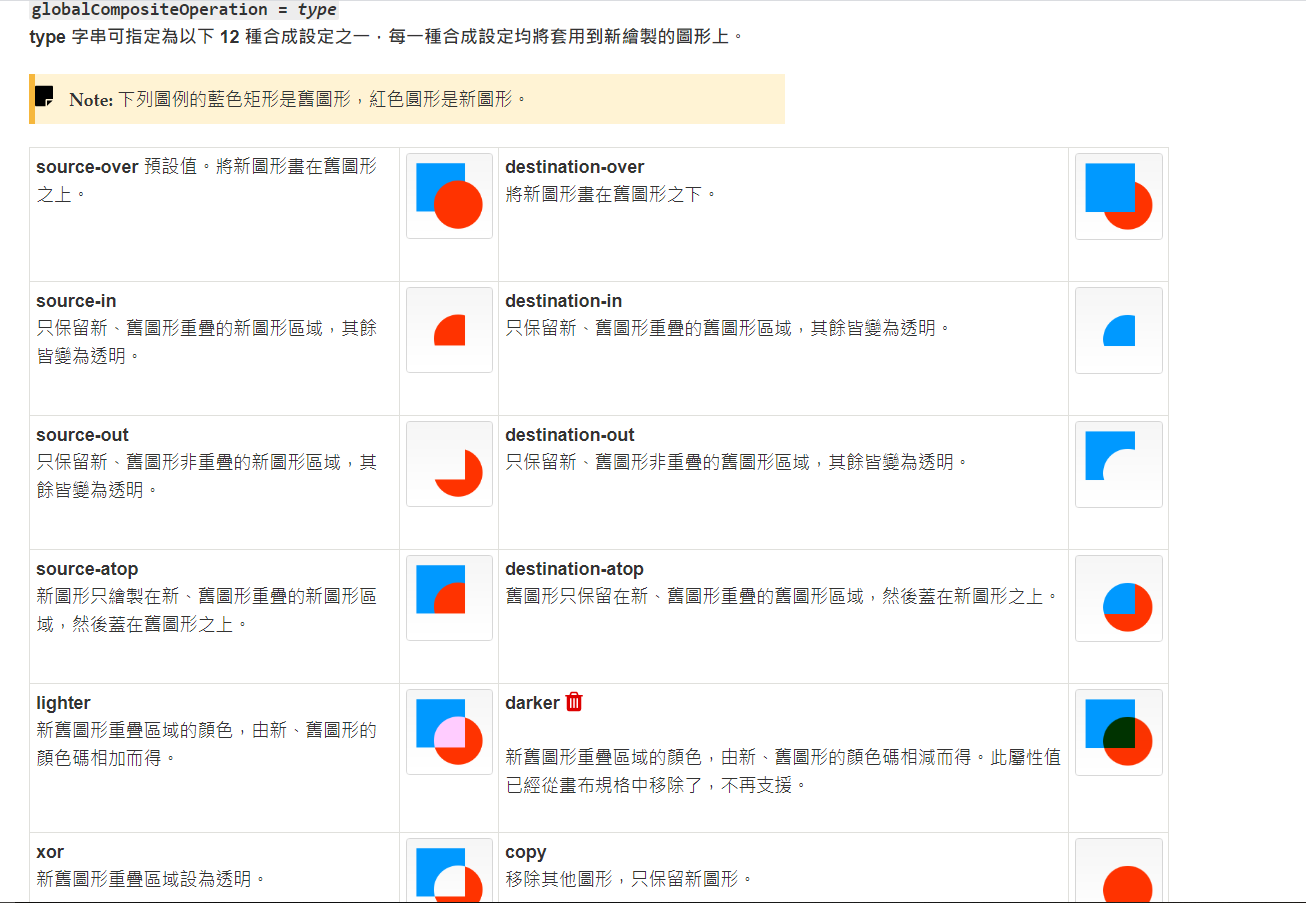 globalCompositeOperation = type
type 字串可指定為以下 12 種合成設定之一，每一種合成設定均將套用到新繪製的圖形上。
Note: 下列圖例的藍色矩形是舊圖形，紅色圓形是新圖形。
source-over 預設值。將新圖形畫在舊圖形
之上。
destination-over
將新圖形畫在舊圖形之下。
source-in
只保留新、舊圖形重疊的新圖形區域，其餘
皆變為透明。
destination-in
只保留新、舊圖形重疊的舊圖形區域，其餘皆變為透明。
source-out
只保留新、舊圖形非重疊的新圖形區域，其
餘皆變為透明。
destination-out
只保留新、舊圖形非重疊的舊圖形區域，其餘皆變為透明。
source-atop
新圖形只繪製在新、舊圖形重疊的新圖形區
域，然後蓋在舊圖形之上。
destination-atop
舊圖形只保留在新、舊圖形重疊的舊圖形區域，然後蓋在新圖形之上。
lighter
新舊圖形重疊區域的顏色，由新、舊圖形的
顏色碼相加而得。
darker
新舊圖形重疊區域的顏色，由新、舊圖形的顏色碼相減而得。此屬性值
已經從畫布規格中移除了，不再支援。
xor
新舊圖形重疊區域設為透明。
copy
移除其他圖形，只保留新圖形。